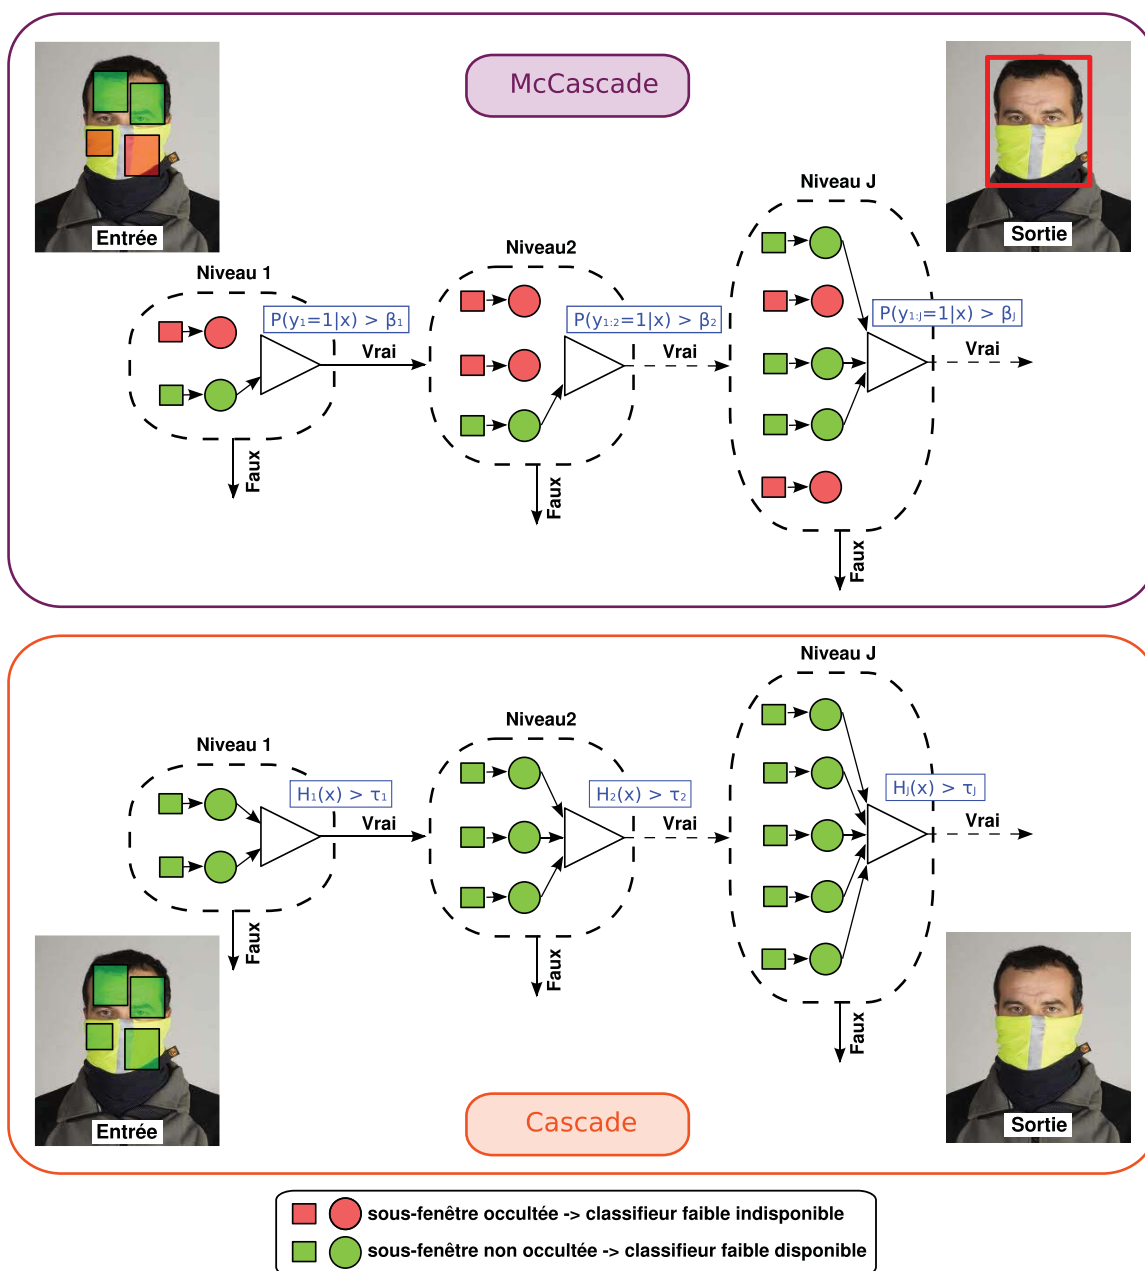 McCascade
Entrée
Sortie
Niveau 1
Niveau2
Niveau J
P(y₁=1|x) > β₁
P(y₁:₂=1|x) > β₂
P(y₁:J=1|x) > βJ
Vrai
Vrai
Vrai
Faux
Faux
Faux
Niveau 1
Niveau2
Niveau J
H₁(x) > τ₁
H₂(x) > τ₂
HJ(x) > τJ
Vrai
Vrai
Vrai
Faux
Faux
Faux
Entrée
Cascade
Sortie
sous-fenêtre occultée -> classifieur faible indisponible
sous-fenêtre non occultée -> classifieur faible disponible